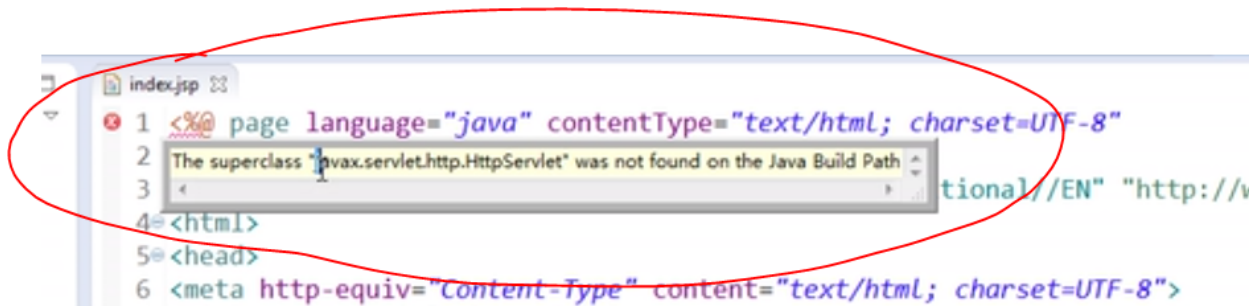 index.jsp
1 <%@ page language="java" contentType="text/html; charset=UTF-8"
2
The superclass "javax.servlet.http.HttpServlet" was not found on the Java Build Path
3 tional//EN" "http://w
4 <html>
5 <head>
6 <meta http-equiv="Content-Type" content="text/html; charset=UTF-8">